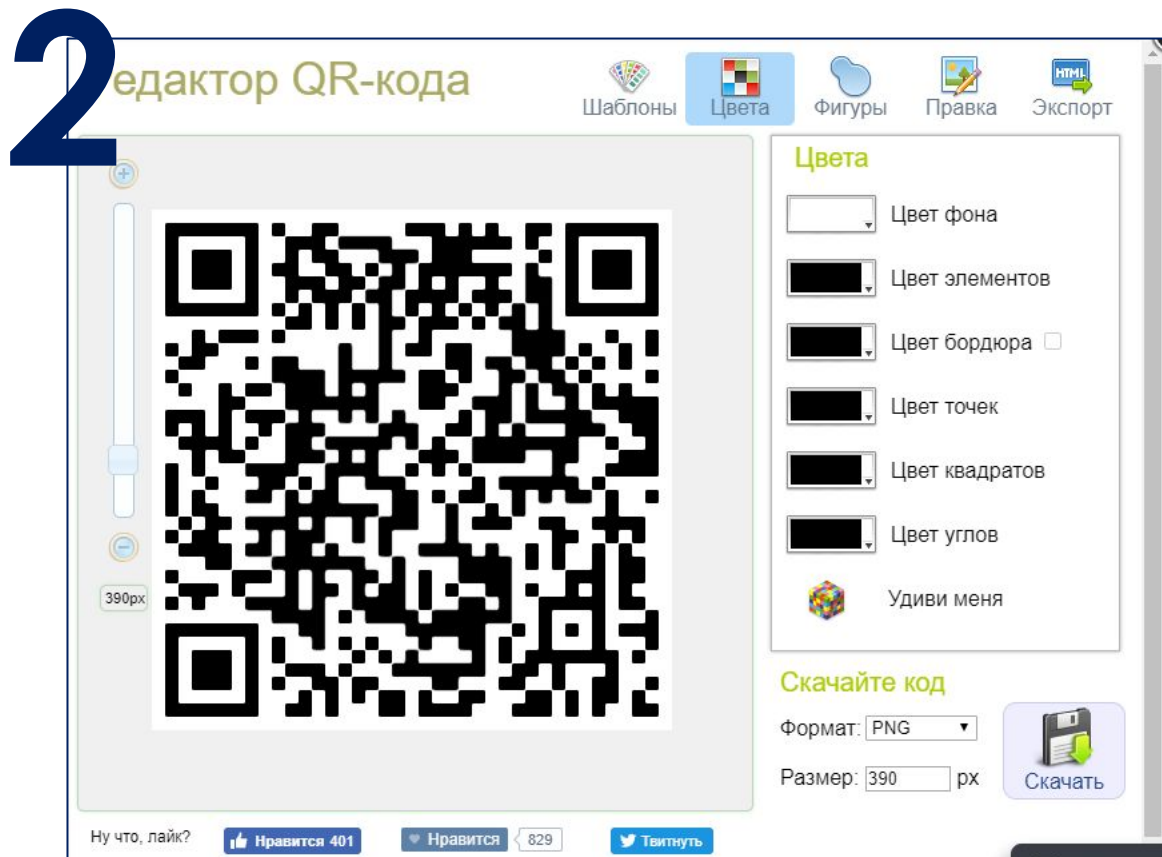 2
едактор QR-кода
Шаблоны
Цвета
Фигуры
Правка
HTML
Экспорт
390px
Цвета
Цвет фона
Цвет элементов
Цвет бордюра
Цвет точек
Цвет квадратов
Цвет углов
Удиви меня
Скачайте код
Формат: PNG
Размер: 390 px
Скачать
Ну что, лайк?
Нравится 401
Нравится 829
Твитнуть